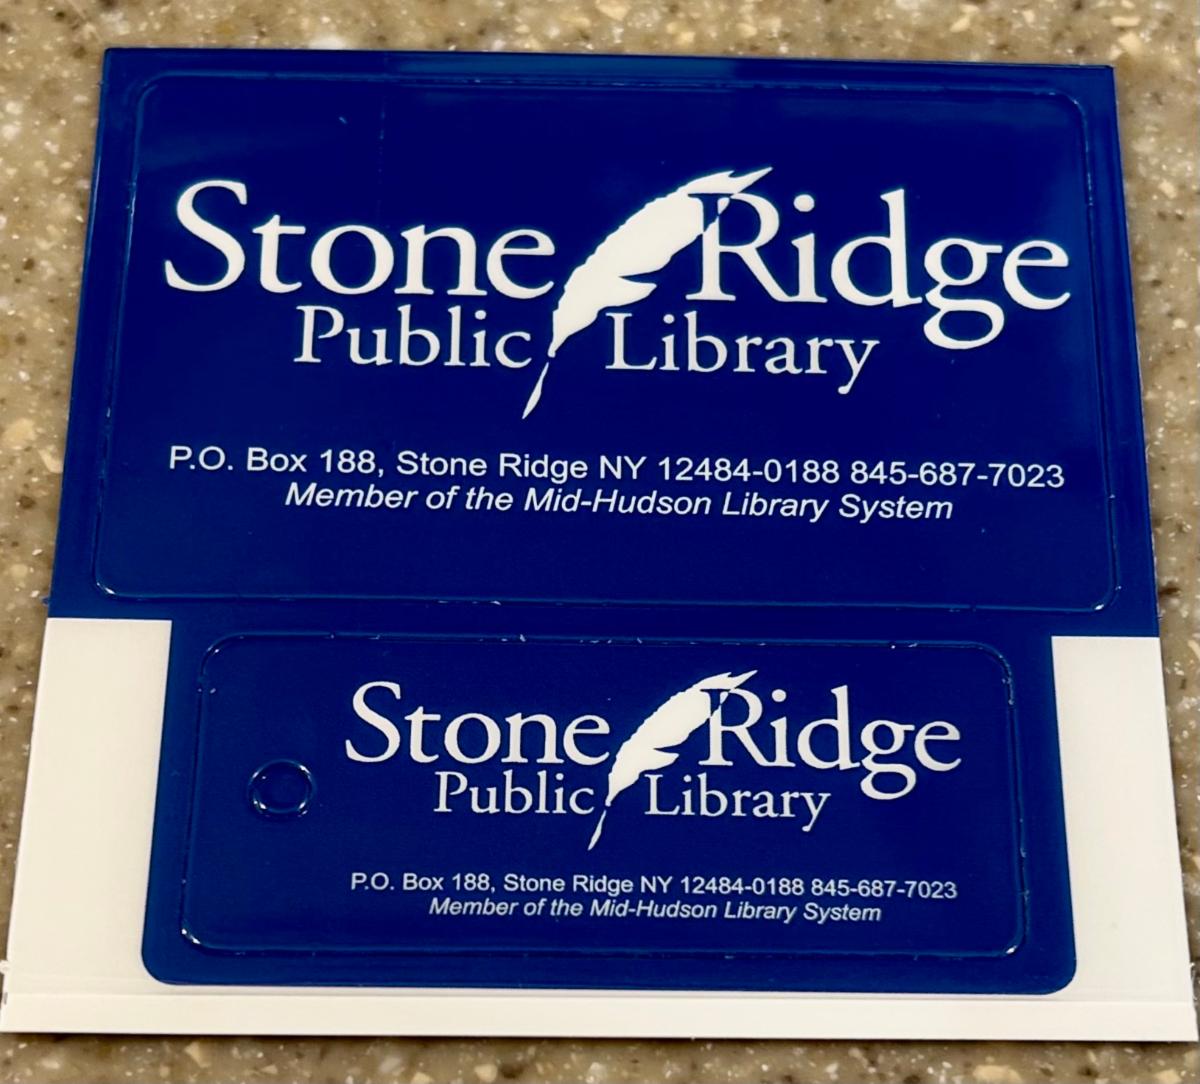 Stone Ridge
Public Library
P.O. Box 188, Stone Ridge NY 12484-0188 845-687-7023
Member of the Mid-Hudson Library System
Stone Ridge
Public Library
P.O. Box 188, Stone Ridge NY 12484-0188 845-687-7023
Member of the Mid-Hudson Library System